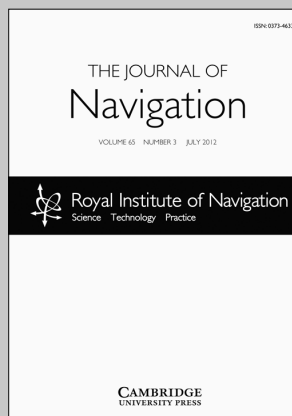 ISSN: 0373-4633
THE JOURNAL OF
Navigation
VOLUME 65 NUMBER 3 JULY 2012
Royal Institute of Navigation
Science Technology Practice
CAMBRIDGE
UNIVERSITY PRESS